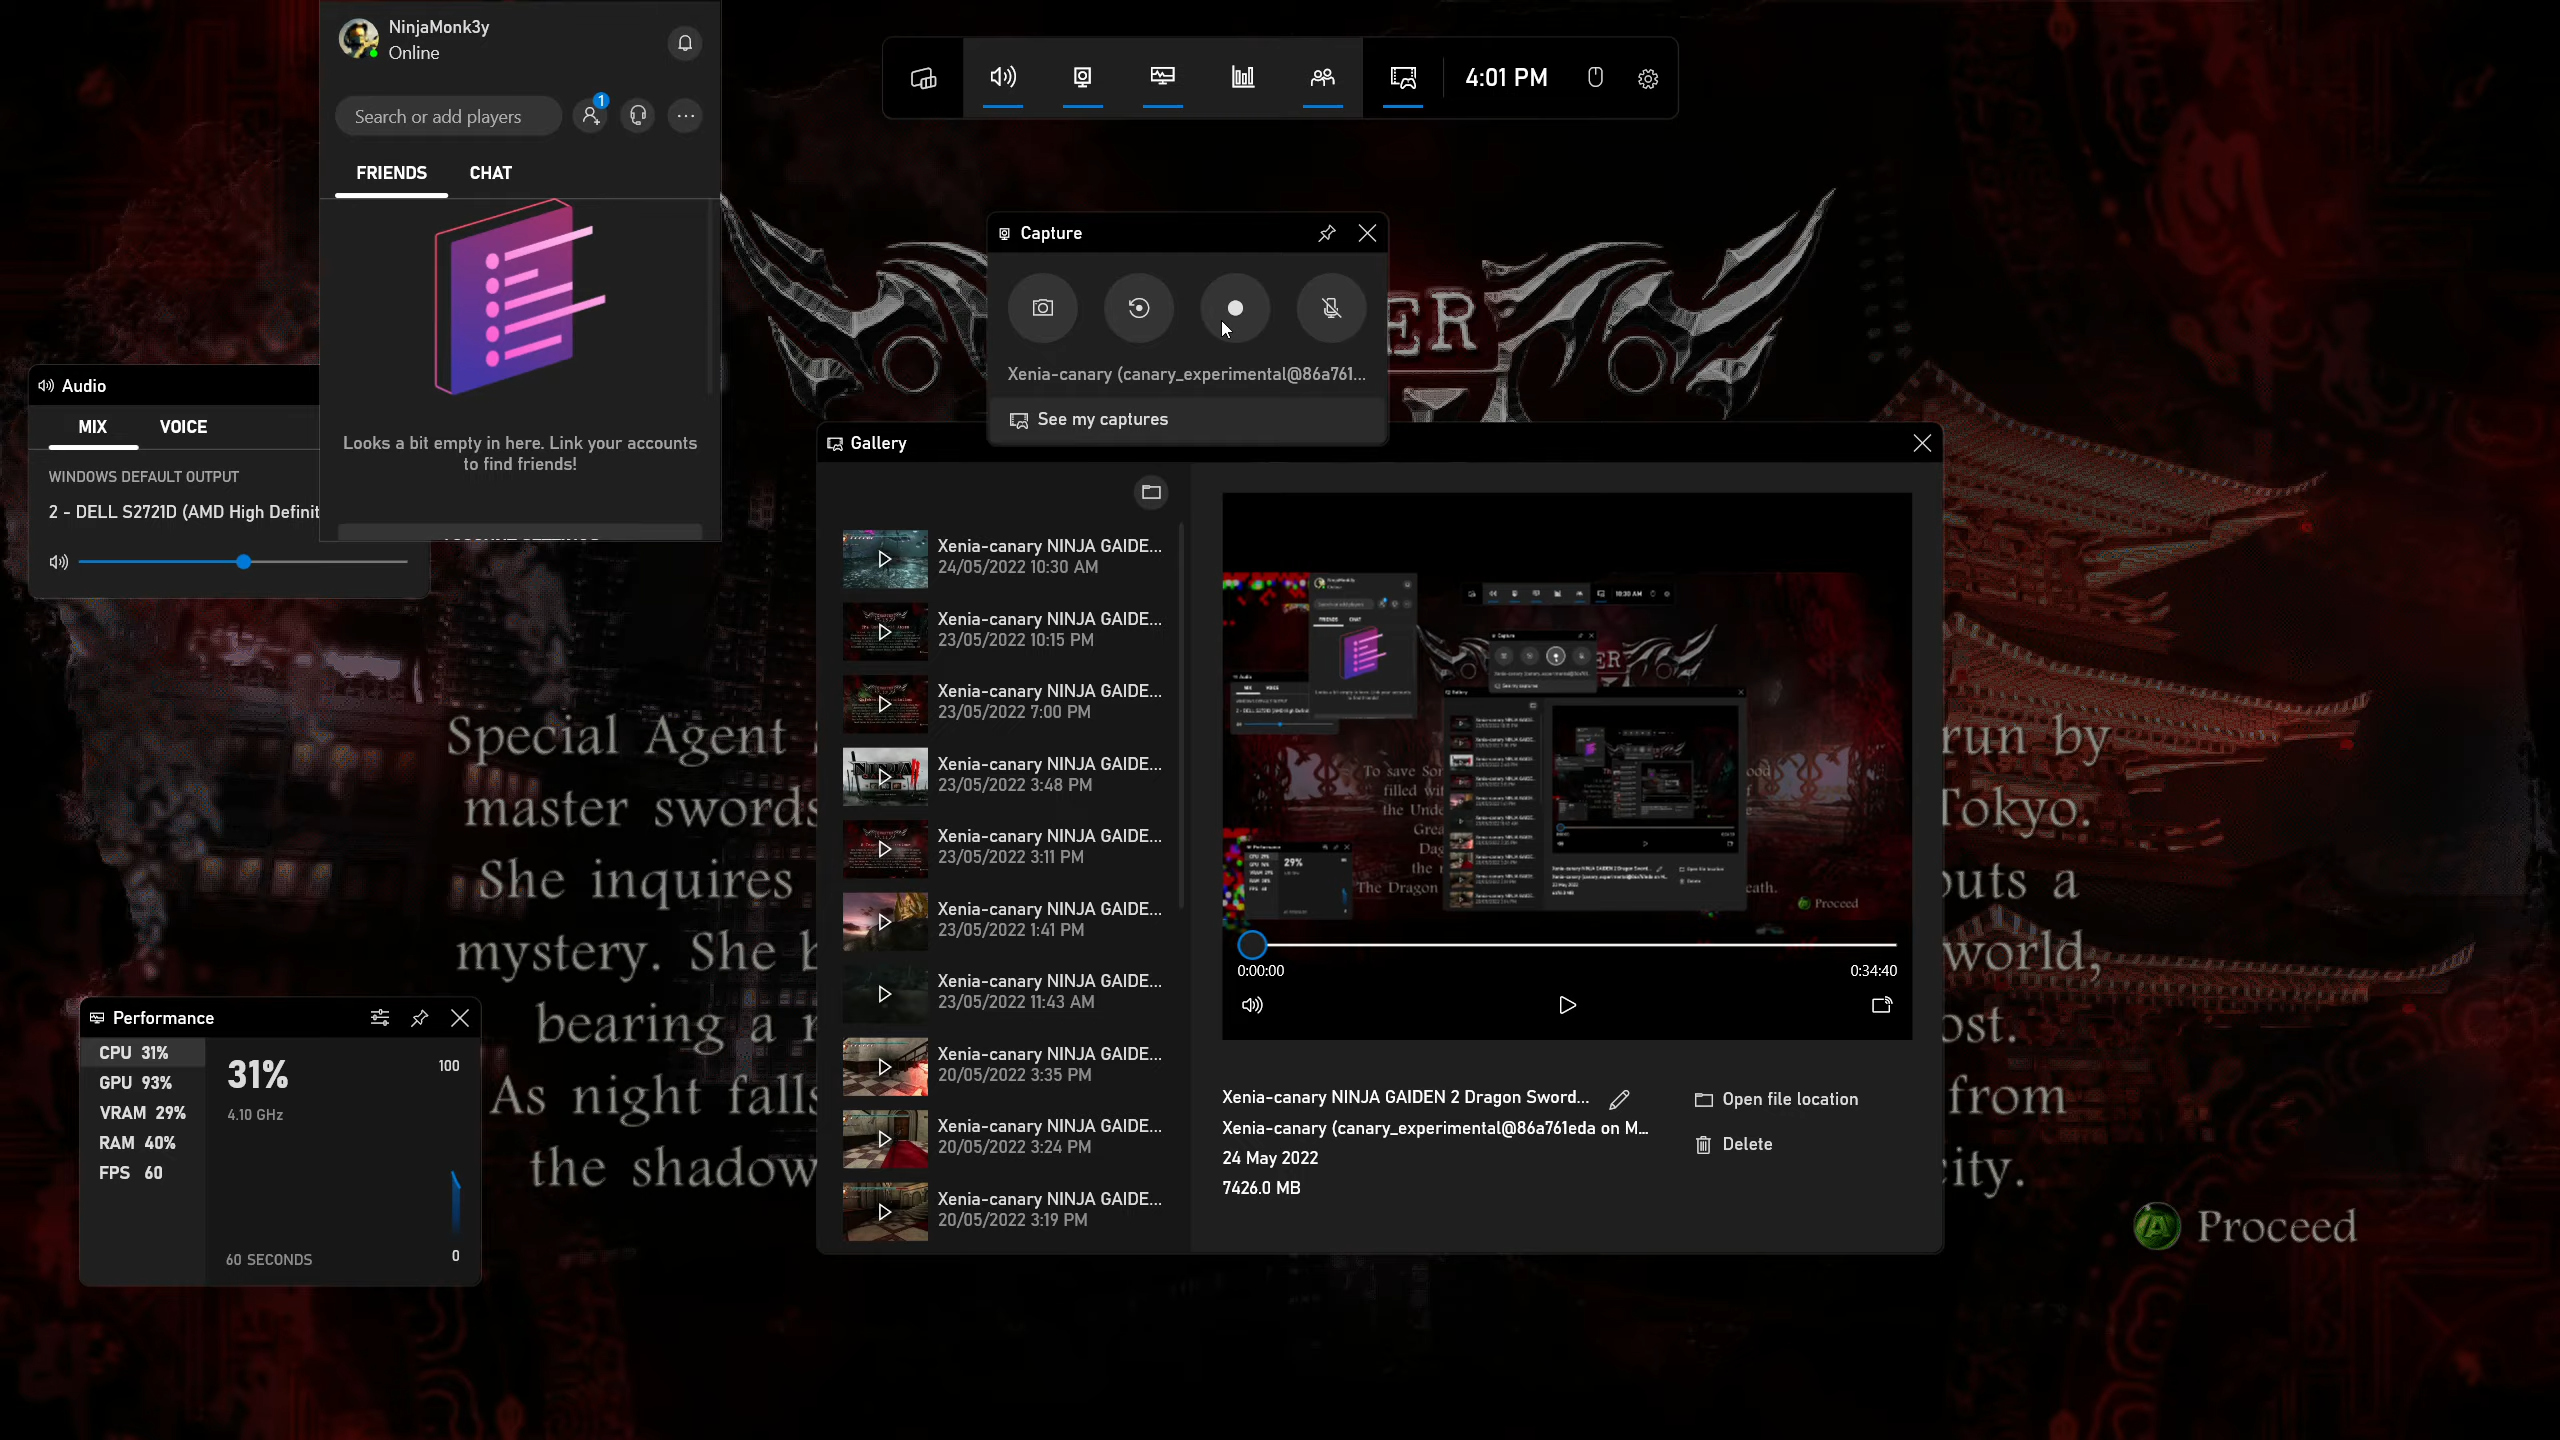 NinjaMonk3y
Online
Search or add players
1
FRIENDS
CHAT
Looks a bit empty in here. Link your accounts
to find friends!
4:01 PM
Capture
Xenia-canary (canary_experimental@86a761...
See my captures
ER
Audio
MIX
VOICE
WINDOWS DEFAULT OUTPUT
2 - DELL S2721D (AMD High Definit
Gallery
Xenia-canary NINJA GAIDE...
24/05/2022 10:30 AM
Xenia-canary NINJA GAIDE...
23/05/2022 10:15 PM
Xenia-canary NINJA GAIDE...
23/05/2022 7:00 PM
Xenia-canary NINJA GAIDE...
23/05/2022 3:48 PM
Xenia-canary NINJA GAIDE...
23/05/2022 3:11 PM
Xenia-canary NINJA GAIDE...
23/05/2022 1:41 PM
Xenia-canary NINJA GAIDE...
23/05/2022 11:43 AM
Xenia-canary NINJA GAIDE...
20/05/2022 3:35 PM
Xenia-canary NINJA GAIDE...
20/05/2022 3:24 PM
Xenia-canary NINJA GAIDE...
20/05/2022 3:19 PM
10:30 AM
29%
Proceed
0:00:00
0:34:40
Xenia-canary NINJA GAIDEN 2 Dragon Sword...
Xenia-canary (canary_experimental@86a761eda on M...
24 May 2022
7426.0 MB
Open file location
Delete
Special Agent
master swords
She inquires
mystery. She b
bearing a r
As night falls
the shadow
run by
Tokyo.
outs a
world,
ost.
from
city.
Proceed
Performance
CPU 31%
GPU 93%
VRAM 29%
RAM 40%
FPS 60
31%
4.10 GHz
100
60 SECONDS
0